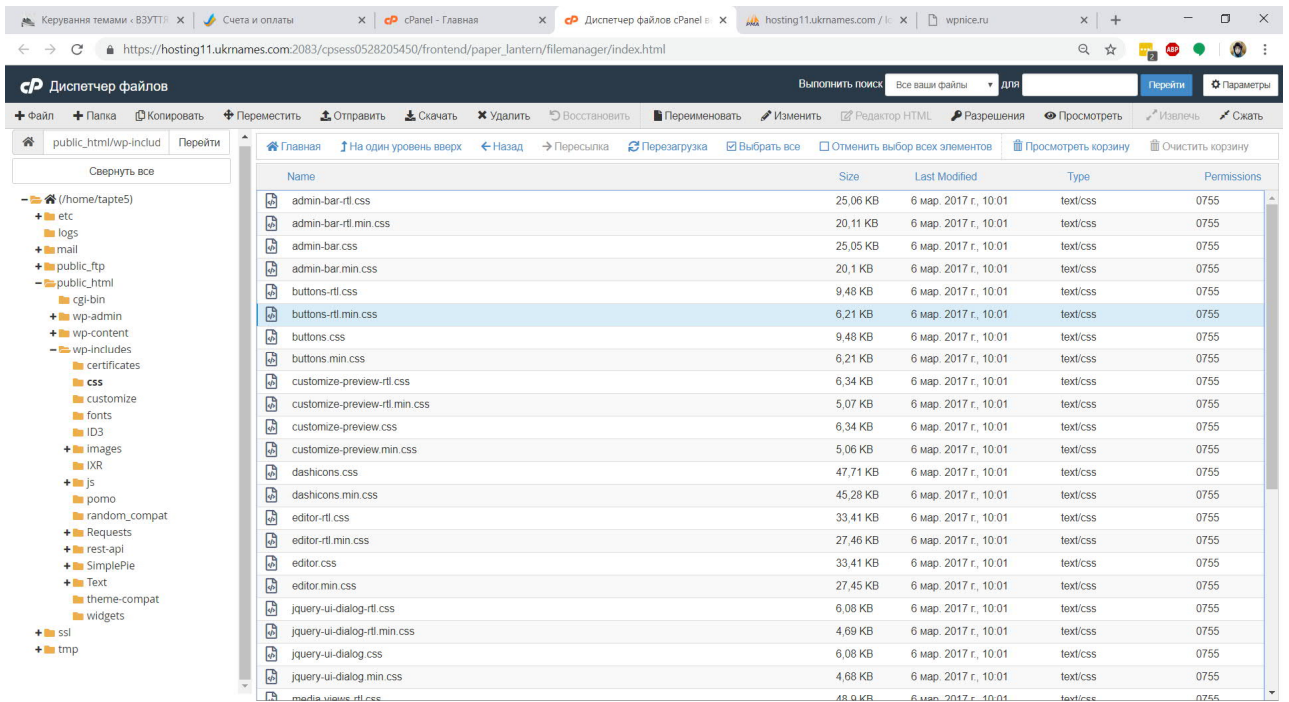 Керування темами ‹ ВЗУТТЯ
Счета и оплаты
cPanel - Главная
Диспетчер файлов cPanel в
hosting11.ukrnames.com / lo
wpnice.ru
https://hosting11.ukrnames.com:2083/cpsess0528205450/frontend/paper_lantern/filemanager/index.html
2
ABP
cP Диспетчер файлов
Выполнить поиск Все ваши файлы для Перейти Параметры
Файл Папка Копировать Переместить Отправить Скачать Удалить Восстановить Переименовать Изменить Редактор HTML Разрешения Просмотреть Извлечь Сжать
public_html/wp-includ Перейти
Главная На один уровень вверх Назад Пересылка Перезагрузка Выбрать все Отменить выбор всех элементов Просмотреть корзину Очистить корзину
Свернуть все
(/home/tapte5)
etc
logs
mail
public_ftp
public_html
cgi-bin
wp-admin
wp-content
wp-includes
certificates
css
customize
fonts
ID3
images
IXR
js
pomo
random_compat
Requests
rest-api
SimplePie
Text
theme-compat
widgets
ssl
tmp
Name Size Last Modified Type Permissions
admin-bar-rtl.css 25,06 KB 6 мар. 2017 г., 10:01 text/css 0755
admin-bar-rtl.min.css 20,11 KB 6 мар. 2017 г., 10:01 text/css 0755
admin-bar.css 25,05 KB 6 мар. 2017 г., 10:01 text/css 0755
admin-bar.min.css 20,1 KB 6 мар. 2017 г., 10:01 text/css 0755
buttons-rtl.css 9,48 KB 6 мар. 2017 г., 10:01 text/css 0755
buttons-rtl.min.css 6,21 KB 6 мар. 2017 г., 10:01 text/css 0755
buttons.css 9,48 KB 6 мар. 2017 г., 10:01 text/css 0755
buttons.min.css 6,21 KB 6 мар. 2017 г., 10:01 text/css 0755
customize-preview-rtl.css 6,34 KB 6 мар. 2017 г., 10:01 text/css 0755
customize-preview-rtl.min.css 5,07 KB 6 мар. 2017 г., 10:01 text/css 0755
customize-preview.css 6,34 KB 6 мар. 2017 г., 10:01 text/css 0755
customize-preview.min.css 5,06 KB 6 мар. 2017 г., 10:01 text/css 0755
dashicons.css 47,71 KB 6 мар. 2017 г., 10:01 text/css 0755
dashicons.min.css 45,28 KB 6 мар. 2017 г., 10:01 text/css 0755
editor-rtl.css 33,41 KB 6 мар. 2017 г., 10:01 text/css 0755
editor-rtl.min.css 27,46 KB 6 мар. 2017 г., 10:01 text/css 0755
editor.css 33,41 KB 6 мар. 2017 г., 10:01 text/css 0755
editor.min.css 27,45 KB 6 мар. 2017 г., 10:01 text/css 0755
jquery-ui-dialog-rtl.css 6,08 KB 6 мар. 2017 г., 10:01 text/css 0755
jquery-ui-dialog-rtl.min.css 4,69 KB 6 мар. 2017 г., 10:01 text/css 0755
jquery-ui-dialog.css 6,08 KB 6 мар. 2017 г., 10:01 text/css 0755
jquery-ui-dialog.min.css 4,68 KB 6 мар. 2017 г., 10:01 text/css 0755
media-views-rtl.css 48,9 KB 6 мар. 2017 г., 10:01 text/css 0755